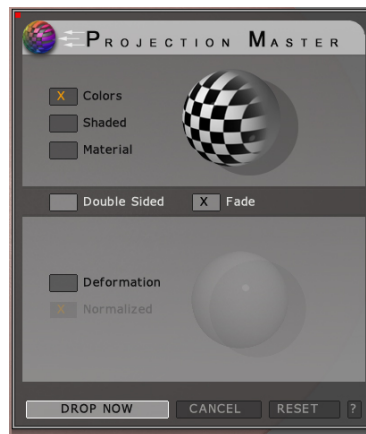 PROJECTION MASTER
X Colors
Shaded
Material
Double Sided X Fade
Deformation
X Normalized
DROP NOW CANCEL RESET ?